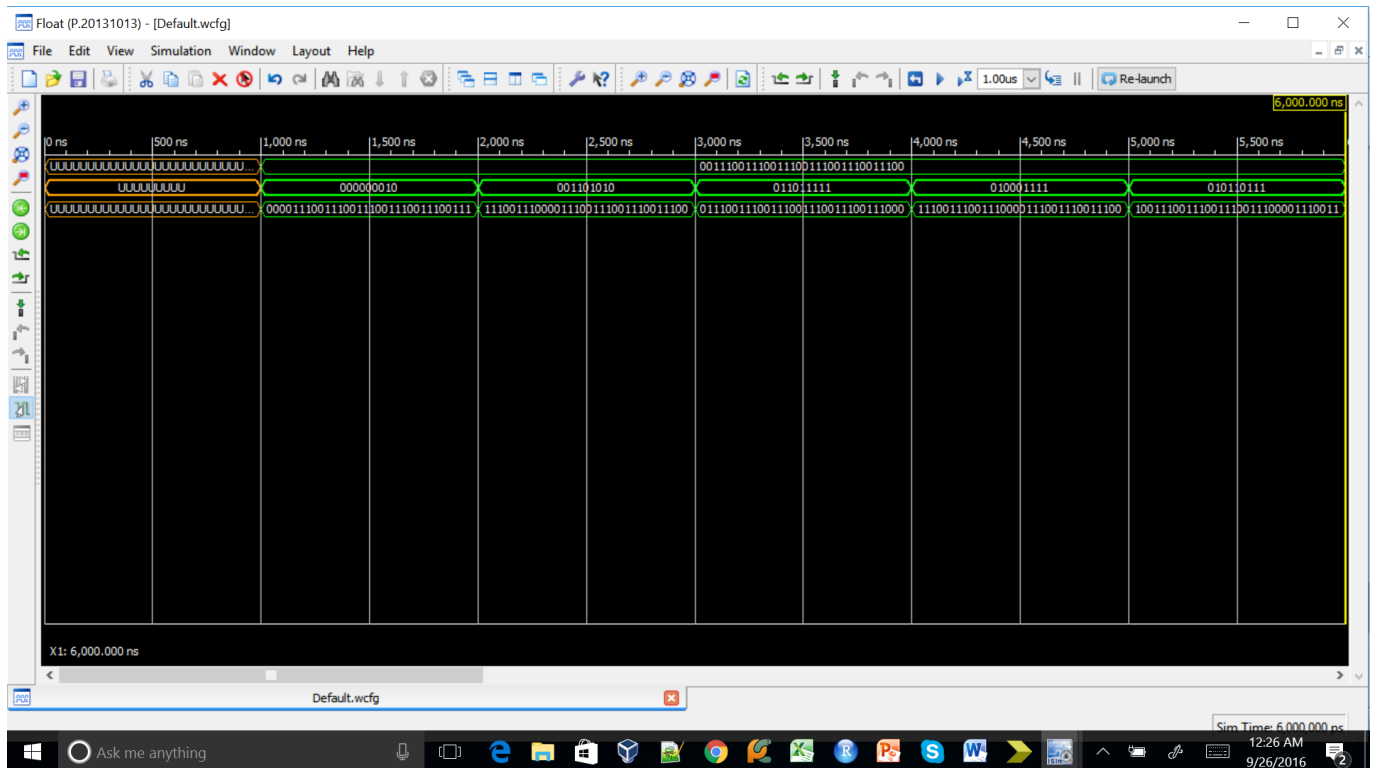 Float (P.20131013) - [Default.wcfg]
File Edit View Simulation Window Layout Help
1.00us Re-launch
6,000.000 ns
0 ns 500 ns 1,000 ns 1,500 ns 2,000 ns 2,500 ns 3,000 ns 3,500 ns 4,000 ns 4,500 ns 5,000 ns 5,500 ns
UUUUUUUUUUUUUUUUUUUUUUUUUUUU... 00111001110011100111001110011100
UUUUUUUUU 000000010 001101010 011011111 010001111 010110111
UUUUUUUUUUUUUUUUUUUUUUUUUUUU... 00001110011100111001110011100111 11100111000011100111001110011100 01110011100111001110011100111000 11100111001110000111001110011100 10011100111001110011100001110011
X1: 6,000.000 ns
Default.wcfg
Sim Time: 6,000,000 ps
Ask me anything
12:26 AM
9/26/2016
2